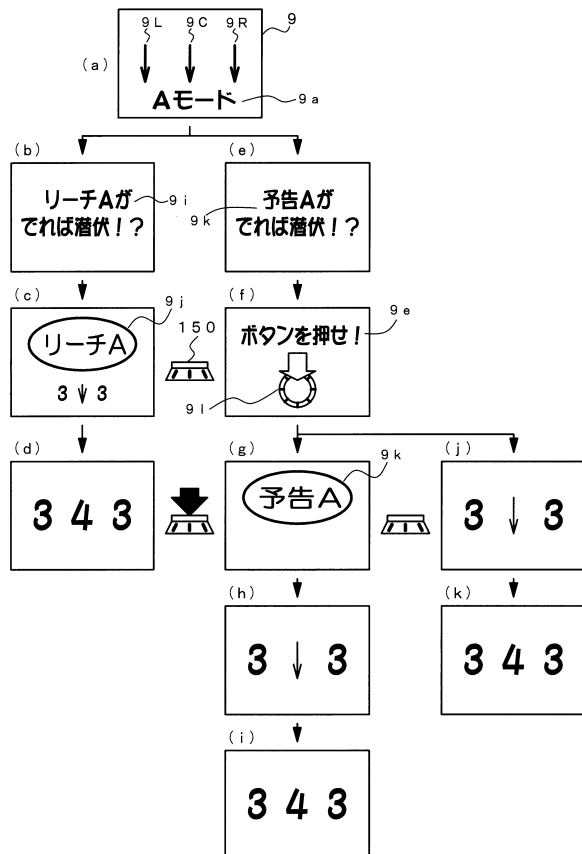 9L 9C 9R 9
(a)
Aモード 9a
(b) (e)
リーチAが 9i
でれば潜伏!?
予告Aが
9k でれば潜伏!?
(c) 9j (f)
リーチA 150
3 3
ボタンを押せ! 9e
9l
(d) (g) 9k (j)
3 4 3
予告A
3 3
(h) (k)
3 3
3 4 3
(i)
3 4 3